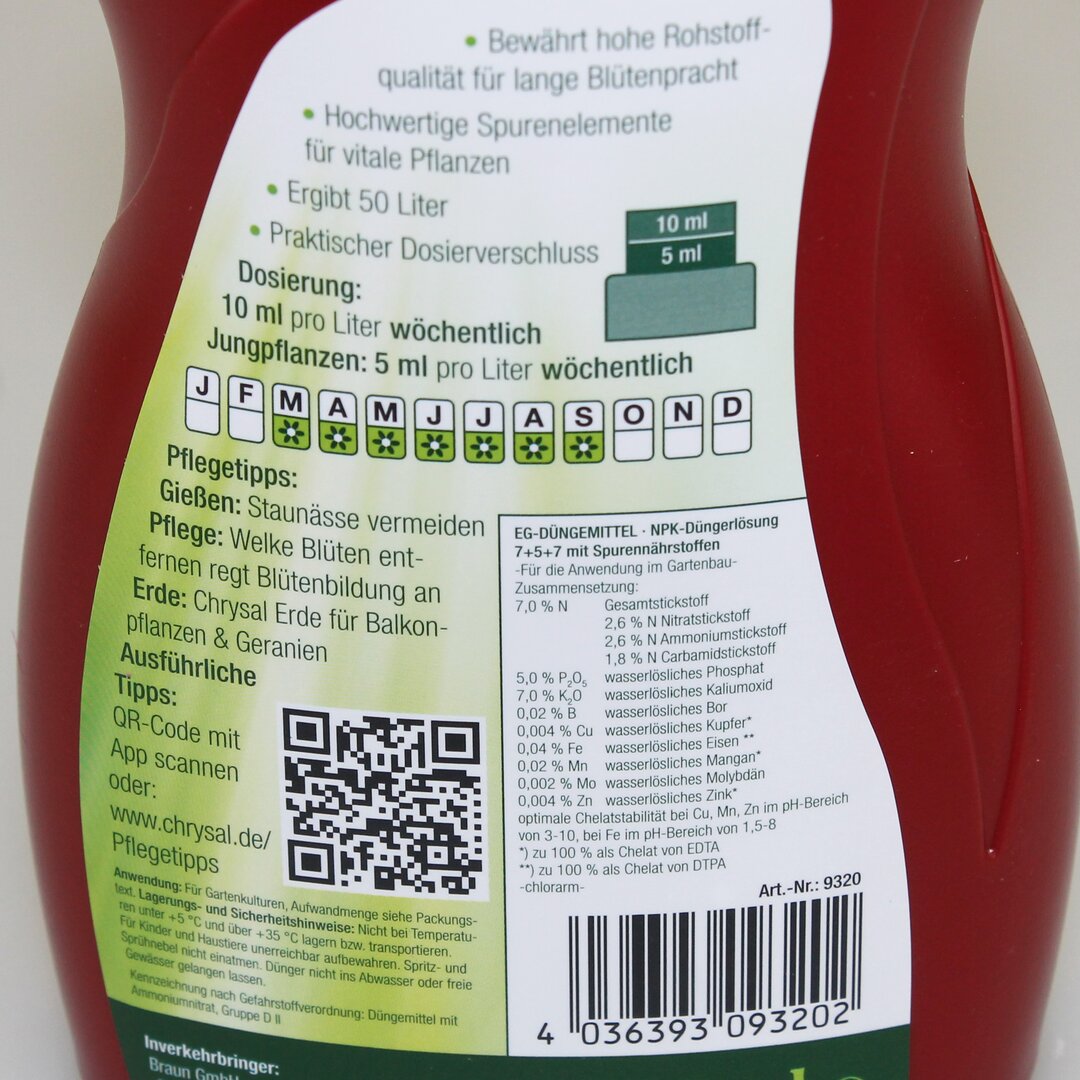 • Bewährt hohe Rohstoff-
qualität für lange Blütenpracht
• Hochwertige Spurenelemente
für vitale Pflanzen
• Ergibt 50 Liter
• Praktischer Dosierverschluss
10 ml
5 ml
Dosierung:
10 ml pro Liter wöchentlich
Jungpflanzen: 5 ml pro Liter wöchentlich
J F M A M J J A S O N D
Pflegetipps:
Gießen: Staunässe vermeiden
Pflege: Welke Blüten ent-
fernen regt Blütenbildung an
Erde: Chrysal Erde für Balkon-
pflanzen & Geranien
Ausführliche
Tipps:
QR-Code mit
App scannen
oder:
www.chrysal.de/
Pflegetipps
Anwendung: Für Gartenkulturen, Aufwandmenge siehe Packungs-
text. Lagerungs- und Sicherheitshinweise: Nicht bei Temperatu-
ren unter +5 °C und über +35 °C lagern bzw. transportieren.
Für Kinder und Haustiere unerreichbar aufbewahren. Spritz- und
Sprühnebel nicht einatmen. Dünger nicht ins Abwasser oder freie
Gewässer gelangen lassen.
Kennzeichnung nach Gefahrstoffverordnung: Düngemittel mit
Ammoniumnitrat, Gruppe D II
Inverkehrbringer:
Braun GmbH
EG-DÜNGEMITTEL · NPK-Düngerlösung
7+5+7 mit Spurennährstoffen
-Für die Anwendung im Gartenbau-
Zusammensetzung:
7,0 % N Gesamtstickstoff
2,6 % N Nitratstickstoff
2,6 % N Ammoniumstickstoff
1,8 % N Carbamidstickstoff
5,0 % P₂O₅ wasserlösliches Phosphat
7,0 % K₂O wasserlösliches Kaliumoxid
0,02 % B wasserlösliches Bor
0,004 % Cu wasserlösliches Kupfer*
0,04 % Fe wasserlösliches Eisen **
0,02 % Mn wasserlösliches Mangan*
0,002 % Mo wasserlösliches Molybdän
0,004 % Zn wasserlösliches Zink*
optimale Chelatstabilität bei Cu, Mn, Zn im pH-Bereich
von 3-10, bei Fe im pH-Bereich von 1,5-8
*) zu 100 % als Chelat von EDTA
**) zu 100 % als Chelat von DTPA
-chlorarm-
Art.-Nr.: 9320
4 036393 093202